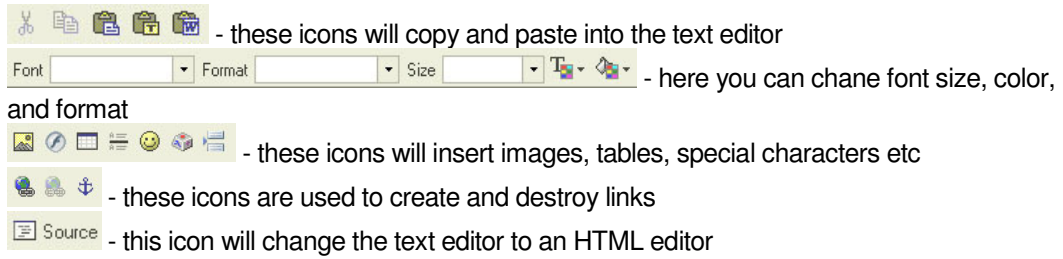 - these icons will copy and paste into the text editor
Font Format Size - here you can chane font size, color,
and format
- these icons will insert images, tables, special characters etc
- these icons are used to create and destroy links
Source - this icon will change the text editor to an HTML editor